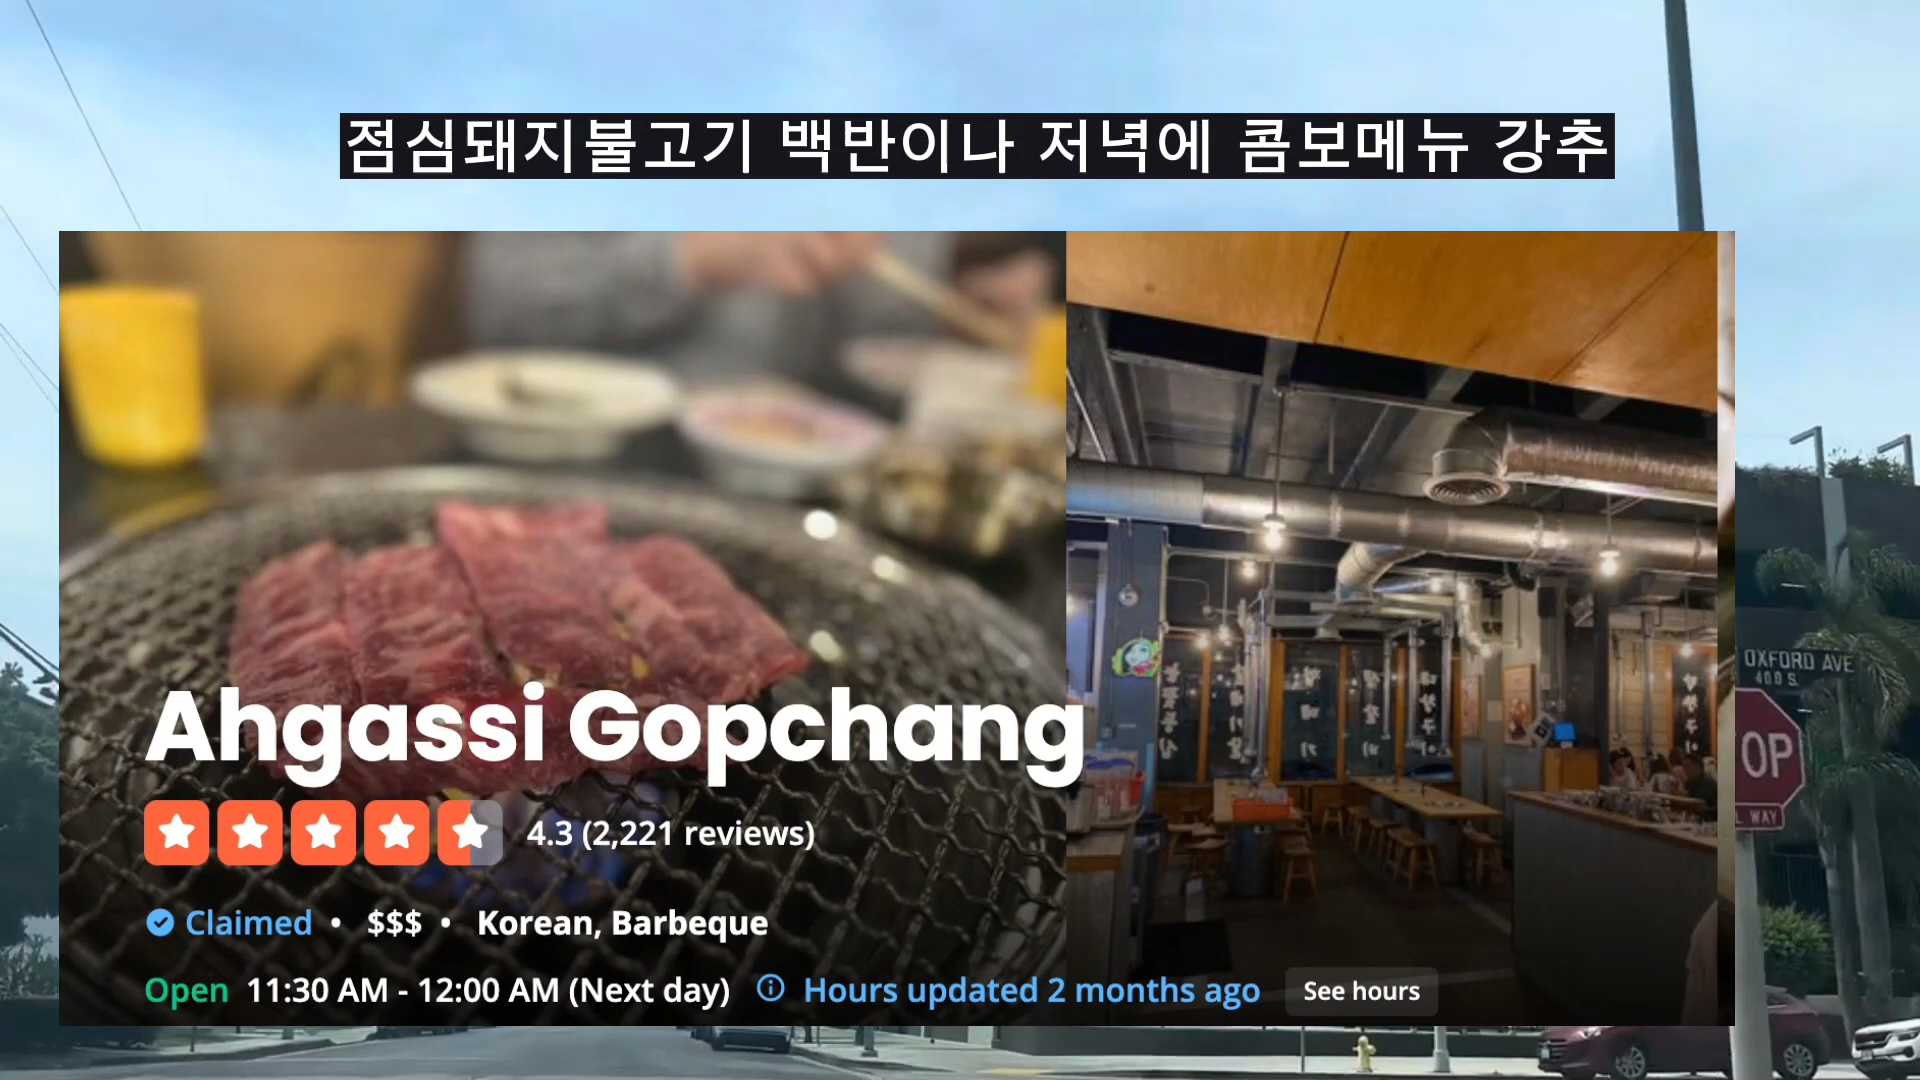 점심돼지불고기 백반이나 저녁에 콤보메뉴 강추
Ahgassi Gopchang
4.3 (2,221 reviews)
Claimed • $$$ • Korean, Barbeque
Open 11:30 AM - 12:00 AM (Next day) Hours updated 2 months ago See hours
OXFORD AVE
400 S.
OP
WAY